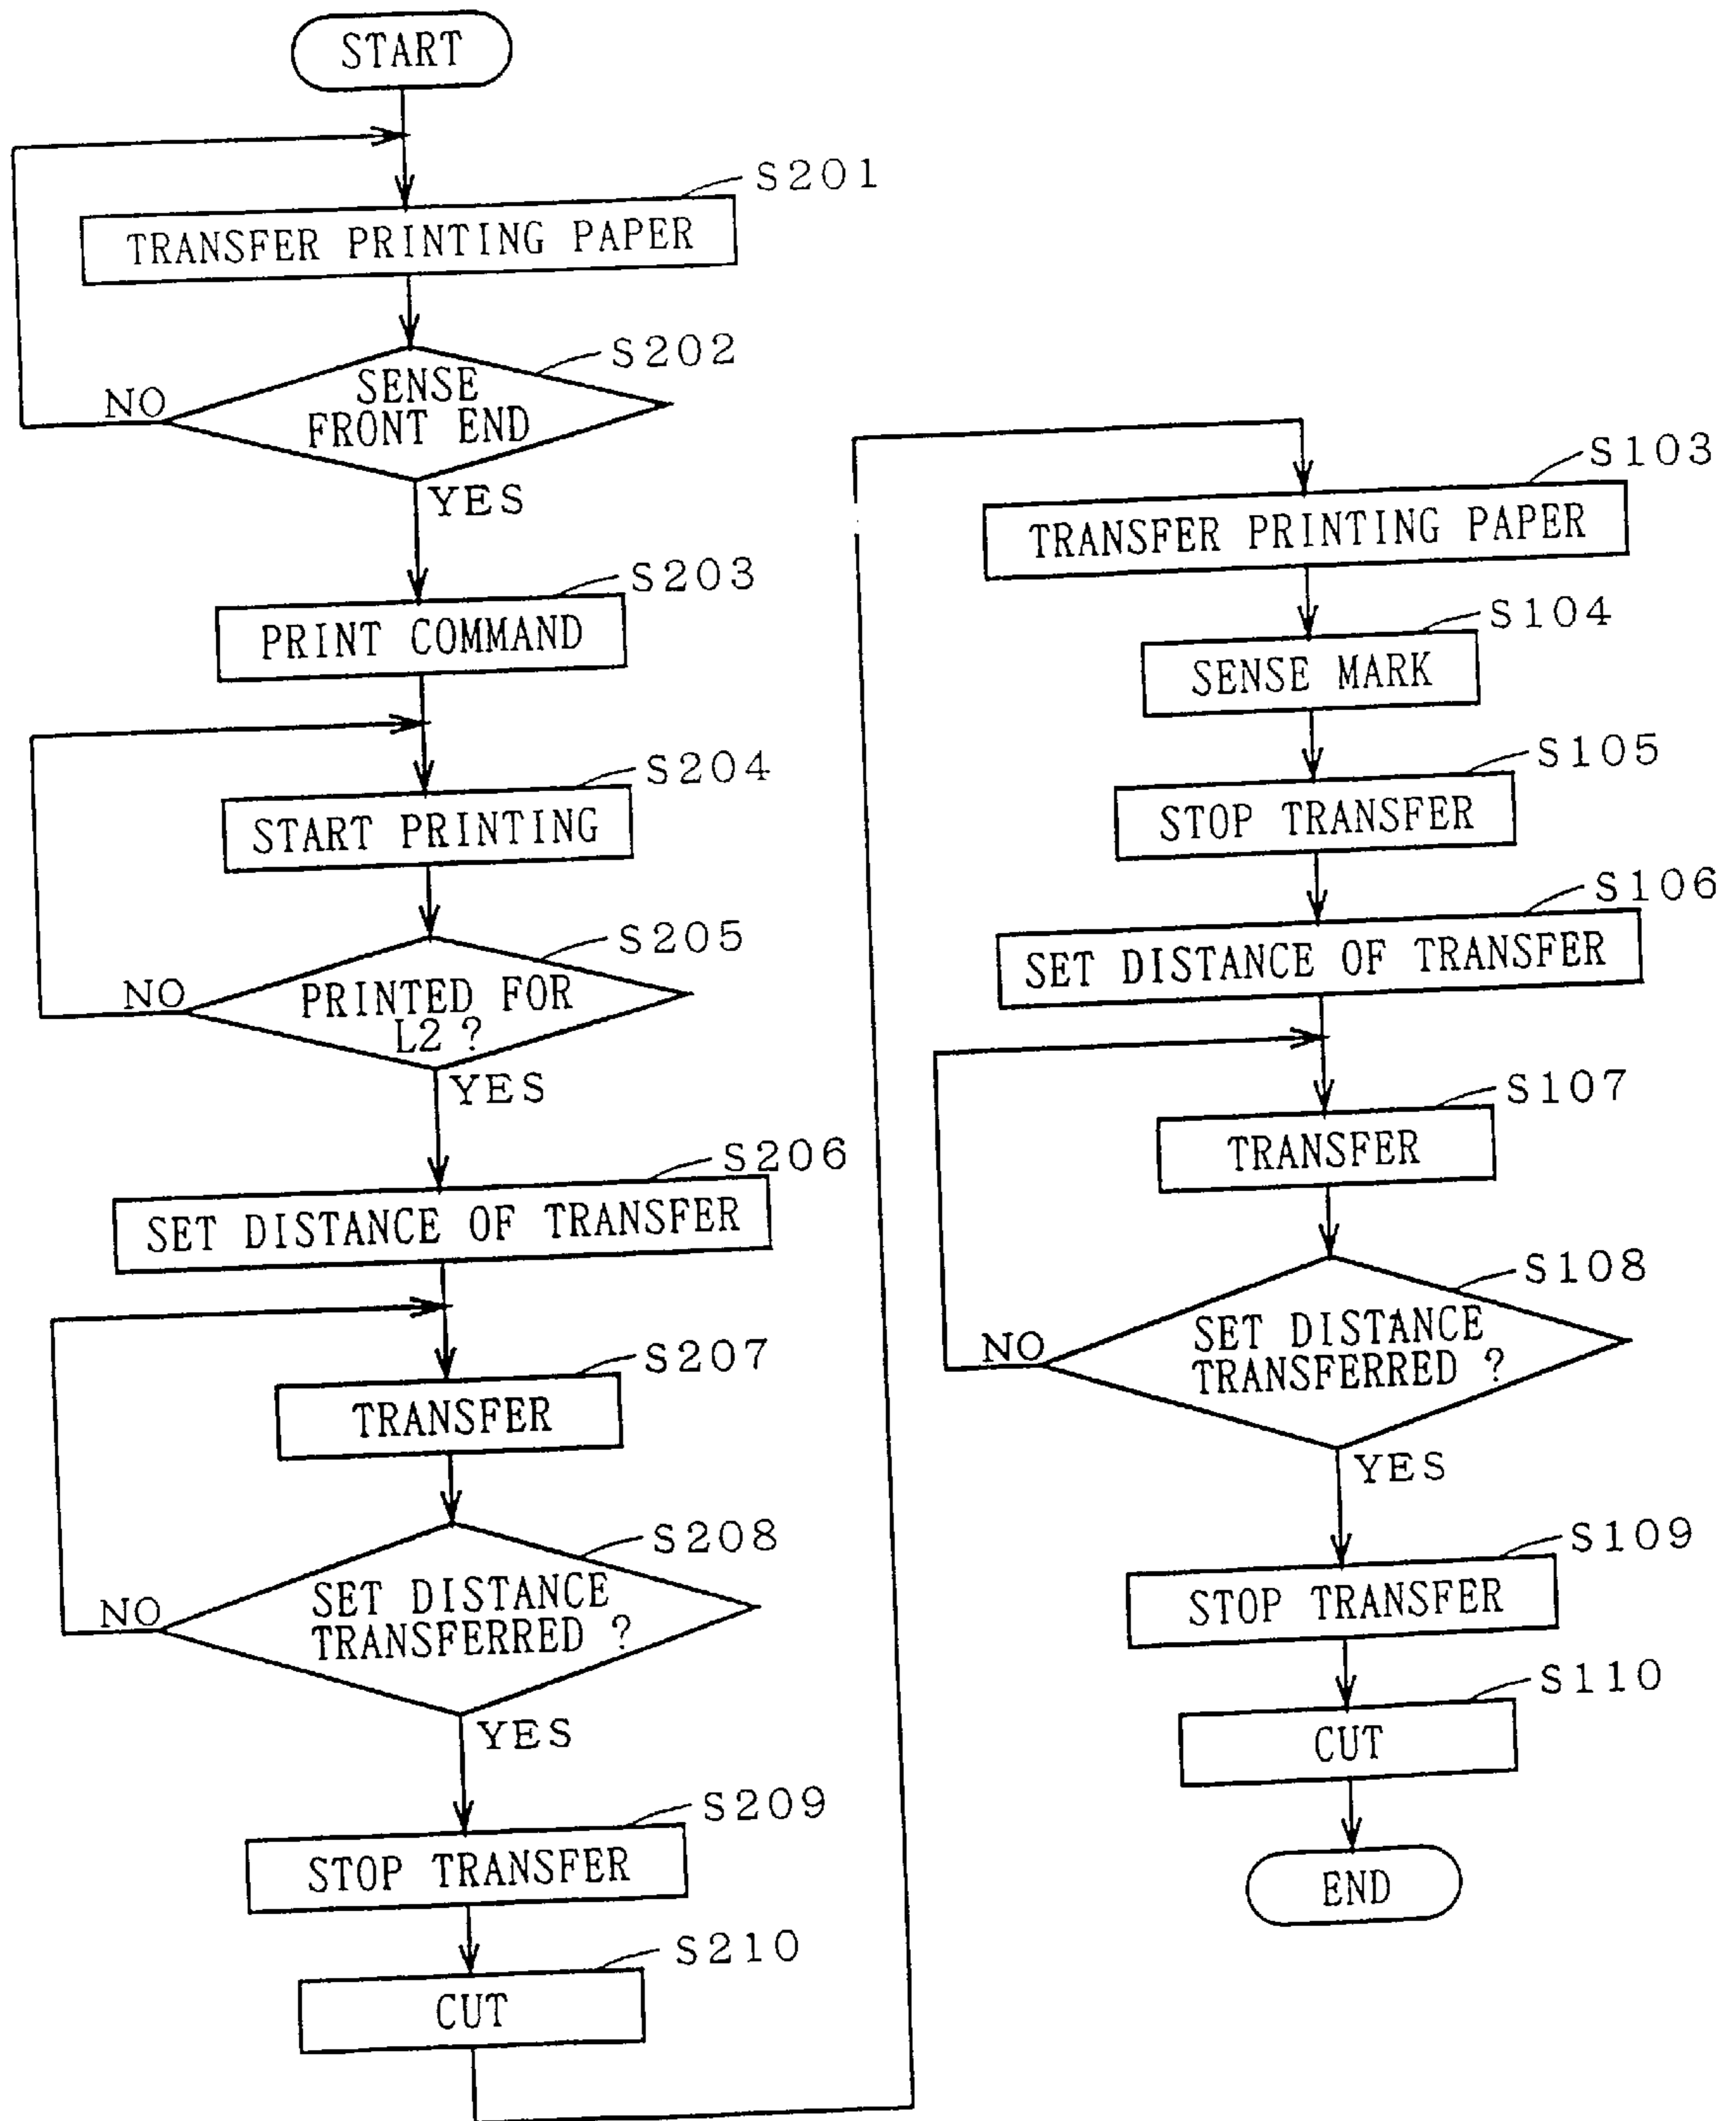 START
S201
TRANSFER PRINTING PAPER
S202
SENSE
FRONT END
NO
YES
S203
PRINT COMMAND
S204
START PRINTING
S205
PRINTED FOR
L2 ?
NO
YES
S206
SET DISTANCE OF TRANSFER
S207
TRANSFER
S208
SET DISTANCE
TRANSFERRED ?
NO
YES
S209
STOP TRANSFER
S210
CUT
S103
TRANSFER PRINTING PAPER
S104
SENSE MARK
S105
STOP TRANSFER
S106
SET DISTANCE OF TRANSFER
S107
TRANSFER
S108
SET DISTANCE
TRANSFERRED ?
NO
YES
S109
STOP TRANSFER
S110
CUT
END